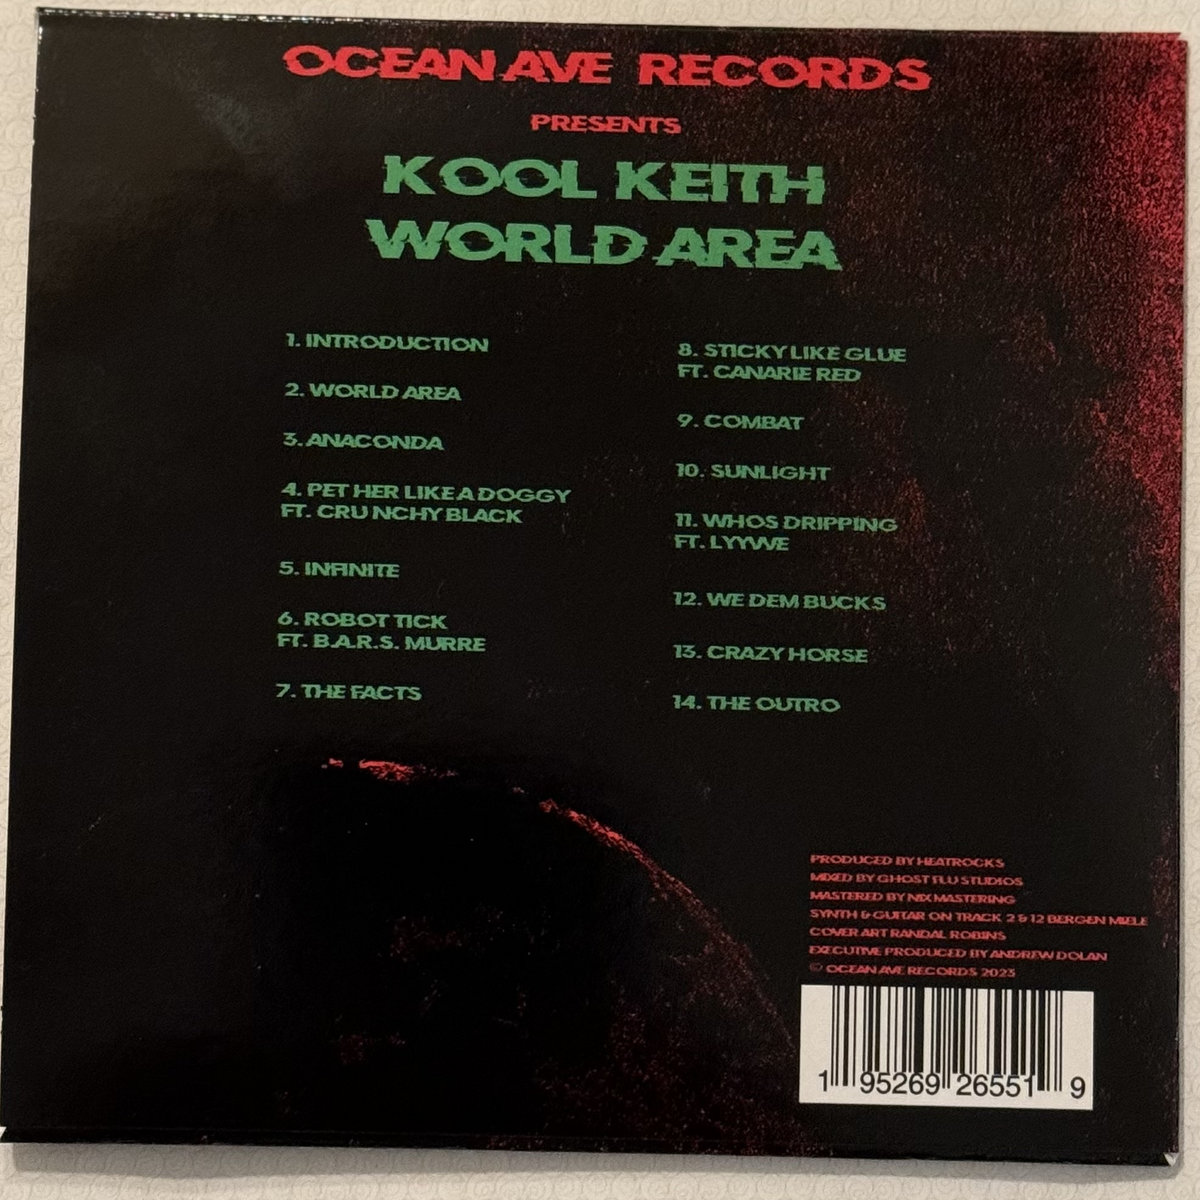 OCEAN AVE RECORDS
PRESENTS
KOOL KEITH
WORLD AREA
1. INTRODUCTION
2. WORLD AREA
3. ANACONDA
4. PET HER LIKE A DOGGY
FT. CRUNCHY BLACK
5. INFINITE
6. ROBOT TICK
FT. B.A.R.S. MURRE
7. THE FACTS
8. STICKY LIKE GLUE
FT. CANARIE RED
9. COMBAT
10. SUNLIGHT
11. WHOS DRIPPING
FT. LYVVE
12. WE DEM BUCKS
13. CRAZY HORSE
14. THE OUTRO
PRODUCED BY HEATROCKS
MIXED BY GHOST FLU STUDIOS
MASTERED BY NIX MASTERING
SYNTH & GUITAR ON TRACK 2 & 12 BERGEN MIELE
COVER ART RANDAL ROBINS
EXECUTIVE PRODUCED BY ANDREW DOLAN
© OCEAN AVE RECORDS 2023
1 95269 26551 9